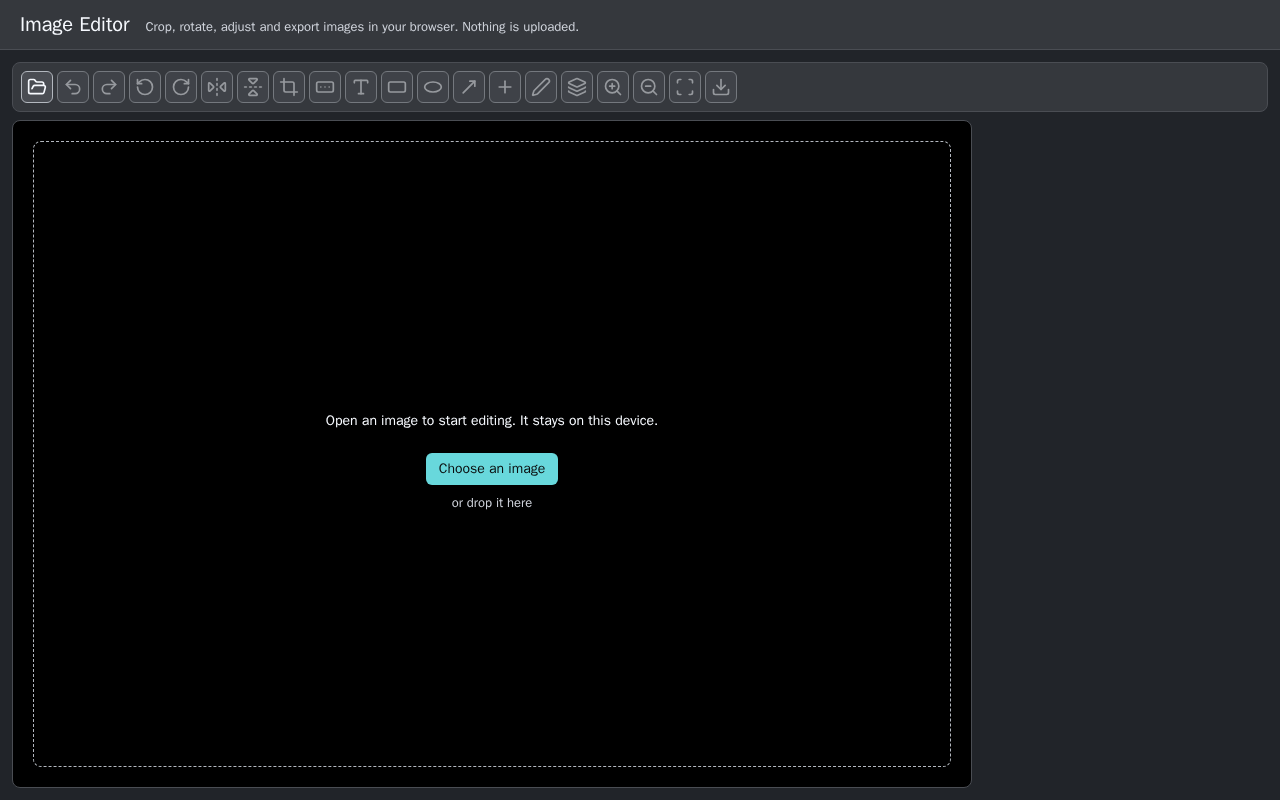 Image Editor
Crop, rotate, adjust and export images in your browser. Nothing is uploaded.
Open an image to start editing. It stays on this device.
Choose an image
or drop it here